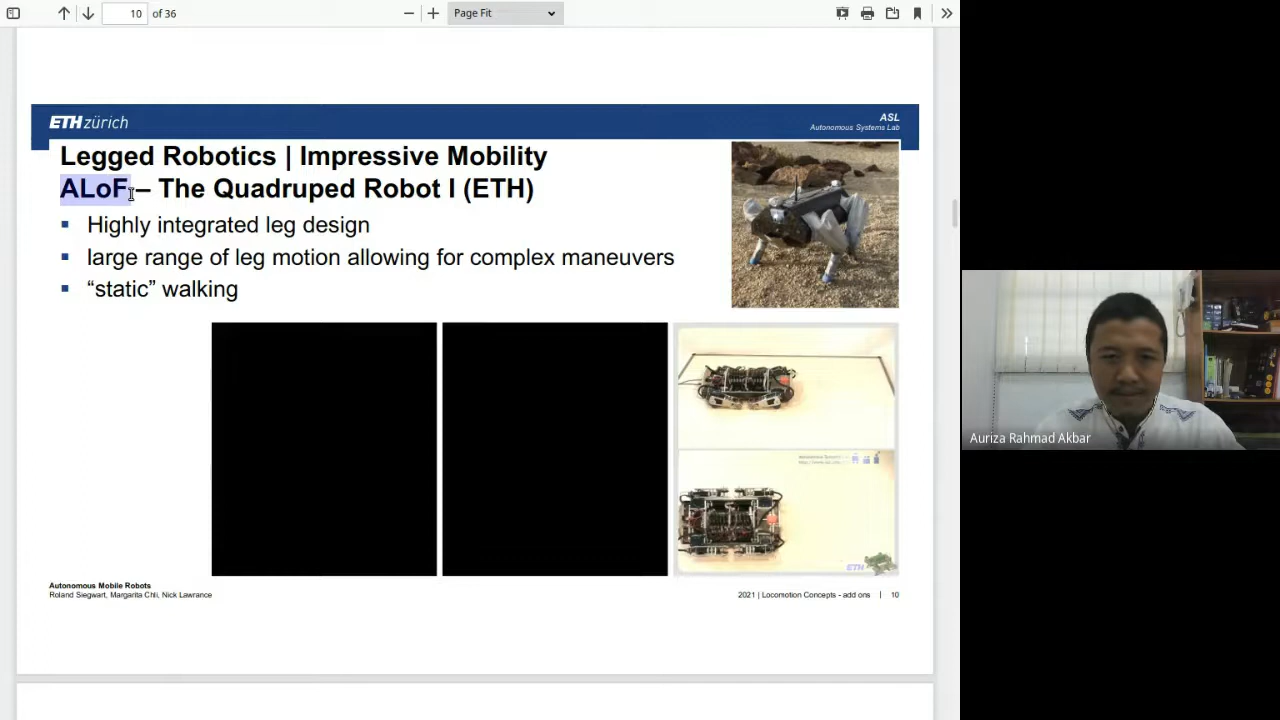 10 of 36
Page Fit
ETH zürich
ASL
Autonomous Systems Lab
Legged Robotics | Impressive Mobility
ALoF – The Quadruped Robot I (ETH)
▪ Highly integrated leg design
▪ large range of leg motion allowing for complex maneuvers
▪ “static” walking
ETH
Autonomous Mobile Robots
Roland Siegwart, Margarita Chli, Nick Lawrance
2021 | Locomotion Concepts - add ons | 10
Auriza Rahmad Akbar